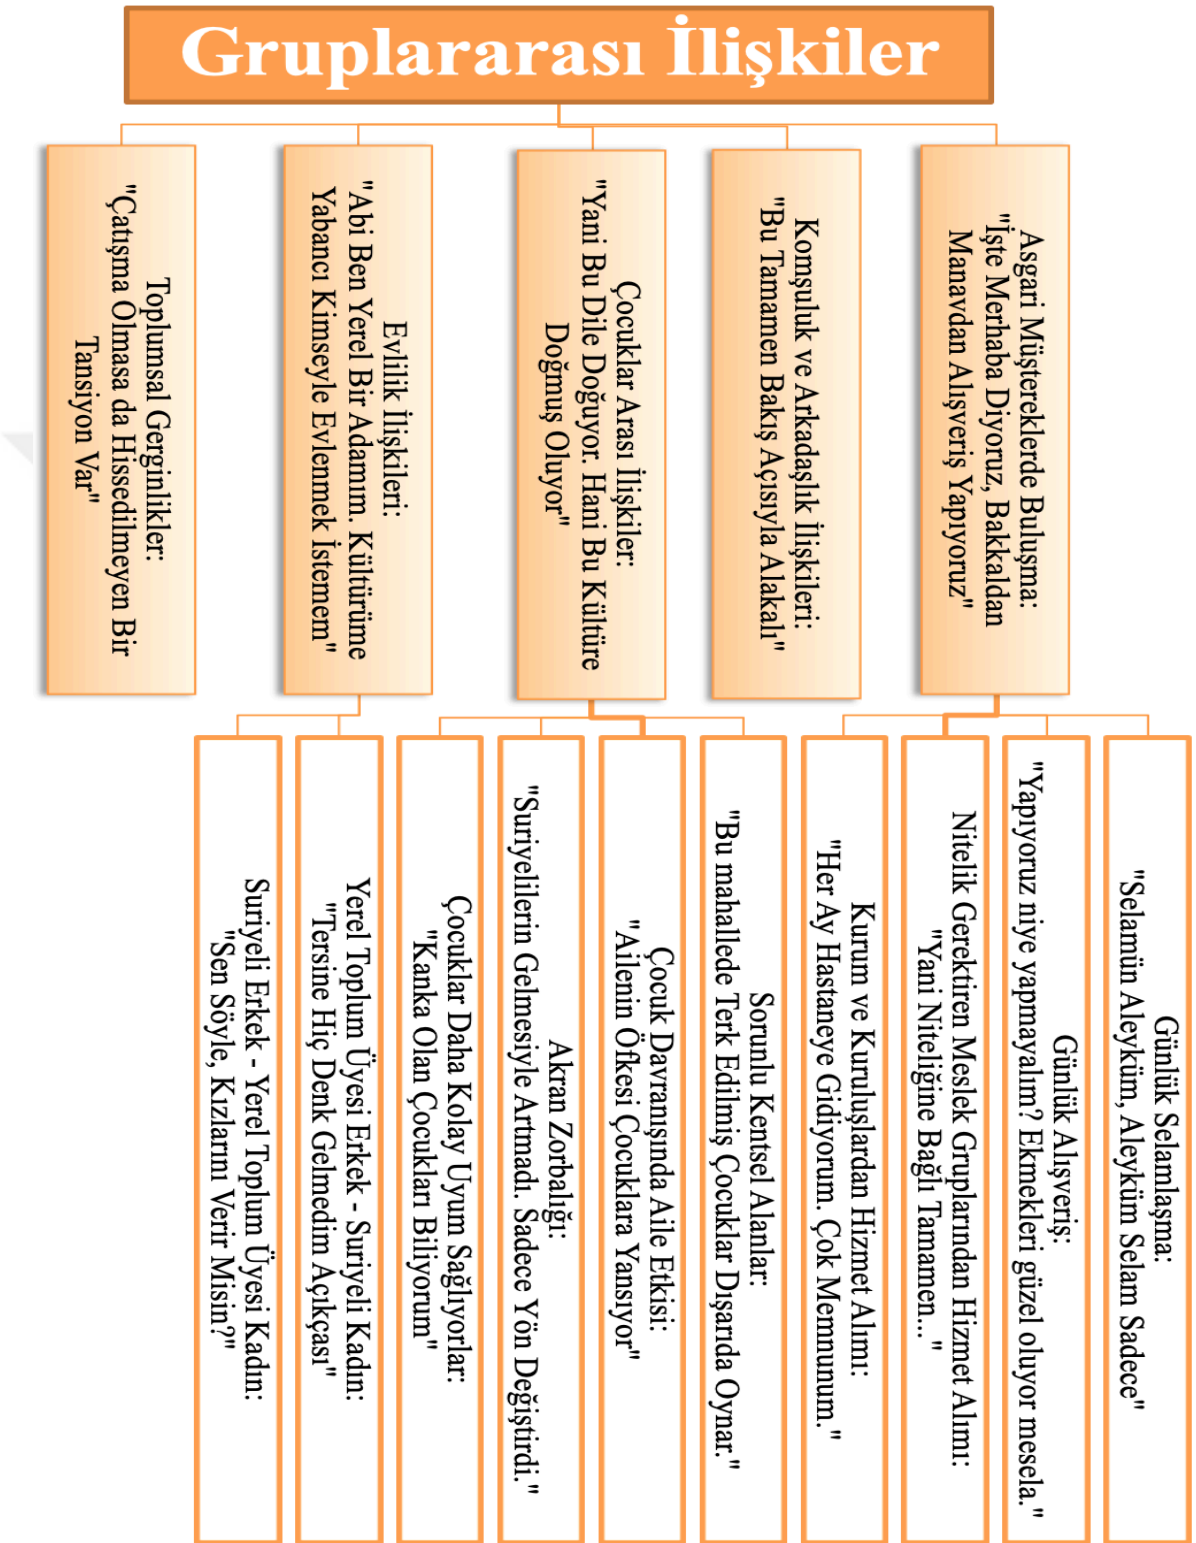 Gruplararası İlişkiler
Asgari Müştereklerde Buluşma:
"İşte Merhaba Diyoruz, Bakkaldan
Manavdan Alışveriş Yapıyoruz"
Komşuluk ve Arkadaşlık İlişkileri:
"Bu Tamamen Bakış Açısıyla Alakalı"
Çocuklar Arası İlişkiler:
"Yani Bu Dile Doğuyor. Hani Bu Kültüre
Doğmuş Oluyor"
Evlilik İlişkileri:
"Abi Ben Yerel Bir Adamım. Kültürüme
Yabancı Kimseyle Evlenmek İstemem"
Toplumsal Gerginlikler:
"Çatışma Olmasa da Hissedilmeyen Bir
Tansiyon Var"
Günlük Selamlaşma:
"Selamün Aleyküm, Aleyküm Selam Sadece"
Günlük Alışveriş:
"Yapıyoruz niye yapmayalım? Ekmekleri güzel oluyor mesela."
Nitelik Gerektiren Meslek Gruplarından Hizmet Alımı:
"Yani Niteliğine Bağlı Tamamen... "
Kurum ve Kuruluşlardan Hizmet Alımı:
"Her Ay Hastaneye Gidiyorum. Çok Memnunum."
Sorunlu Kentsel Alanlar:
"Bu mahallede Terk Edilmiş Çocuklar Dışarıda Oynar."
Çocuk Davranışında Aile Etkisi:
"Ailenin Öfkesi Çocuklara Yansıyor"
Akran Zorbalığı:
"Suriyelilerin Gelmesiyle Artmadı. Sadece Yön Değiştirdi."
Çocuklar Daha Kolay Uyum Sağlıyorlar:
"Kanka Olan Çocukları Biliyorum"
Yerel Toplum Üyesi Erkek - Suriyeli Kadın:
"Tersine Hiç Denk Gelmedim Açıkçası"
Suriyeli Erkek - Yerel Toplum Üyesi Kadın:
"Sen Söyle, Kızlarını Verir Misin?"